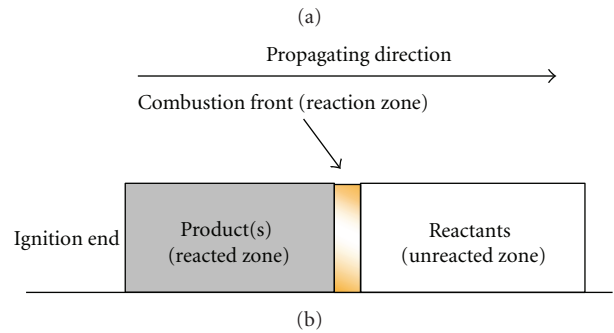 (a)
Propagating direction
Combustion front (reaction zone)
Ignition end
Product(s)
(reacted zone)
Reactants
(unreacted zone)
(b)